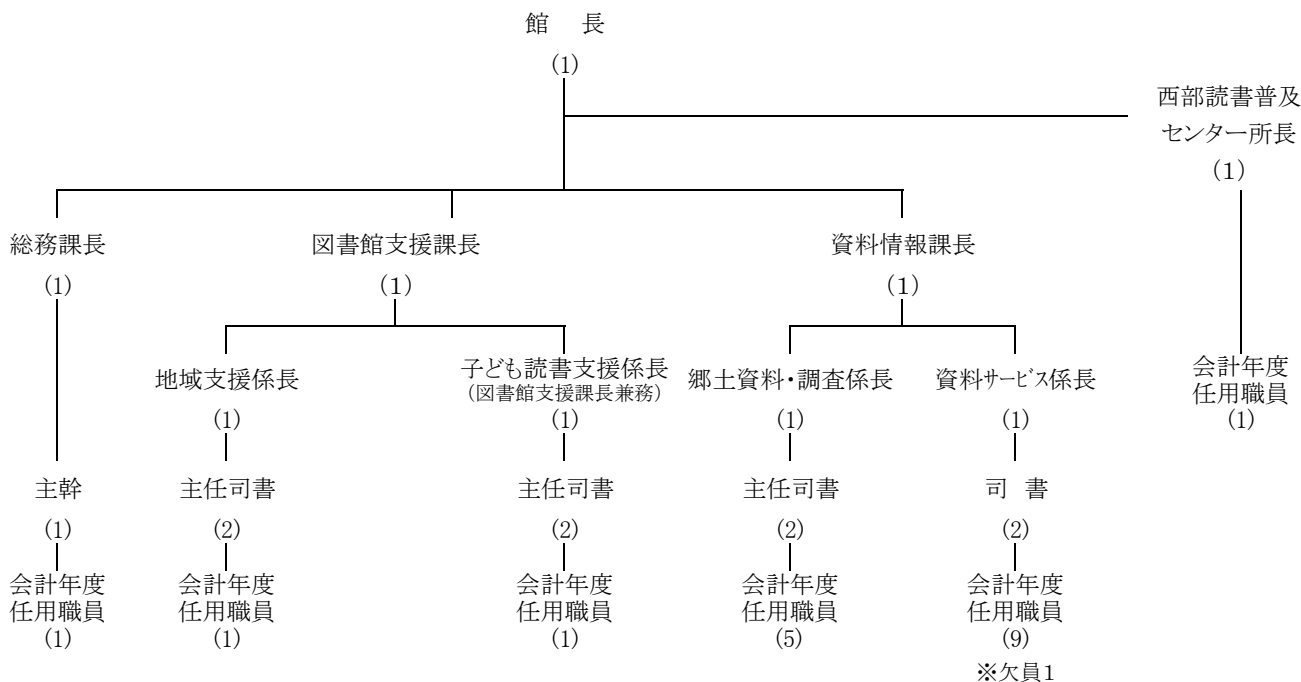 館　長
(1)
西部読書普及
センター所長
(1)
総務課長
(1)
図書館支援課長
(1)
資料情報課長
(1)
地域支援係長
(1)
子ども読書支援係長
(図書館支援課長兼務)
(1)
郷土資料・調査係長
(1)
資料サービス係長
(1)
会計年度
任用職員
(1)
主幹
(1)
主任司書
(2)
主任司書
(2)
主任司書
(2)
司　書
(2)
会計年度
任用職員
(1)
会計年度
任用職員
(1)
会計年度
任用職員
(1)
会計年度
任用職員
(5)
会計年度
任用職員
(9)
※欠員1